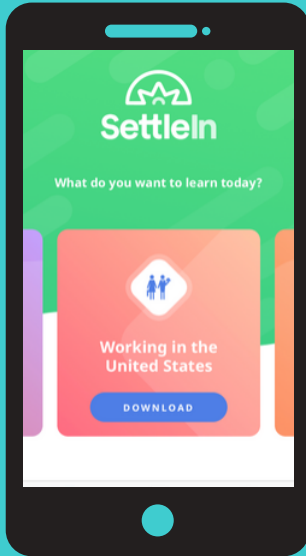 SettleIn
What do you want to learn today?
Working in the
United States
DOWNLOAD